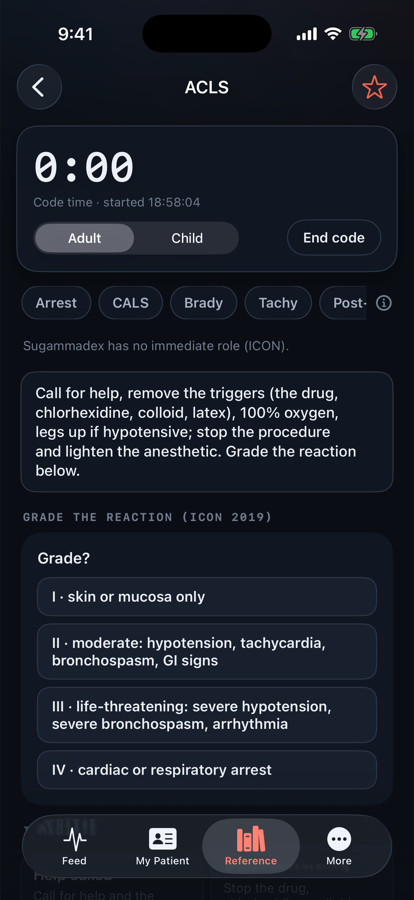 9:41
ACLS
0:00
Code time · started 18:58:04
Adult
Child
End code
Arrest
CALS
Brady
Tachy
Post-
Sugammadex has no immediate role (ICON).
Call for help, remove the triggers (the drug,
chlorhexidine, colloid, latex), 100% oxygen,
legs up if hypotensive; stop the procedure
and lighten the anesthetic. Grade the reaction
below.
GRADE THE REACTION (ICON 2019)
Grade?
I · skin or mucosa only
II · moderate: hypotension, tachycardia,
bronchospasm, GI signs
III · life-threatening: severe hypotension,
severe bronchospasm, arrhythmia
IV · cardiac or respiratory arrest
Feed
My Patient
Reference
More
Call for help and the
Stop the drug,